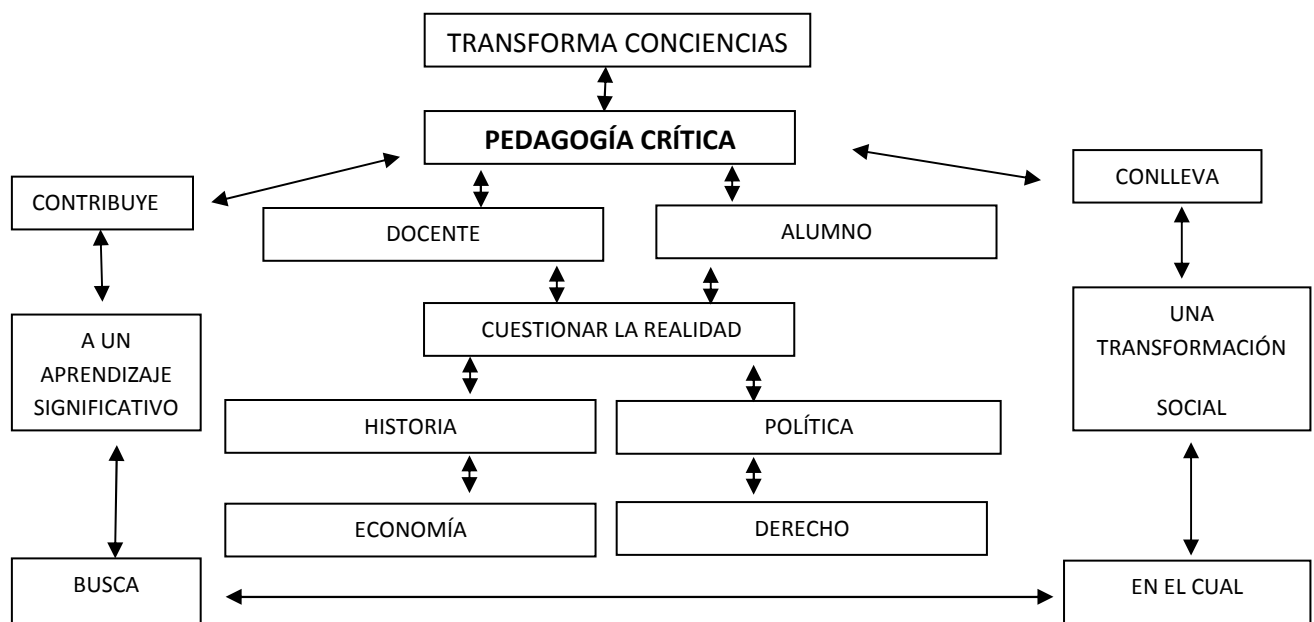 TRANSFORMA CONCIENCIAS
PEDAGOGÍA CRÍTICA
CONTRIBUYE
CONLLEVA
DOCENTE
ALUMNO
CUESTIONAR LA REALIDAD
A UN
APRENDIZAJE
SIGNIFICATIVO
UNA
TRANSFORMACIÓN
SOCIAL
HISTORIA
POLÍTICA
ECONOMÍA
DERECHO
BUSCA
EN EL CUAL